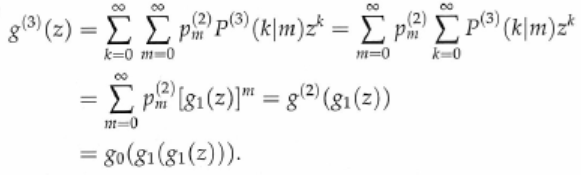 g^{(3)}(z) = \sum_{k=0}^{\infty} \sum_{m=0}^{\infty} p_m^{(2)} P^{(3)}(k|m) z^k = \sum_{m=0}^{\infty} p_m^{(2)} \sum_{k=0}^{\infty} P^{(3)}(k|m) z^k
= \sum_{m=0}^{\infty} p_m^{(2)} [g_1(z)]^m = g^{(2)}(g_1(z))
= g_0(g_1(g_1(z))).